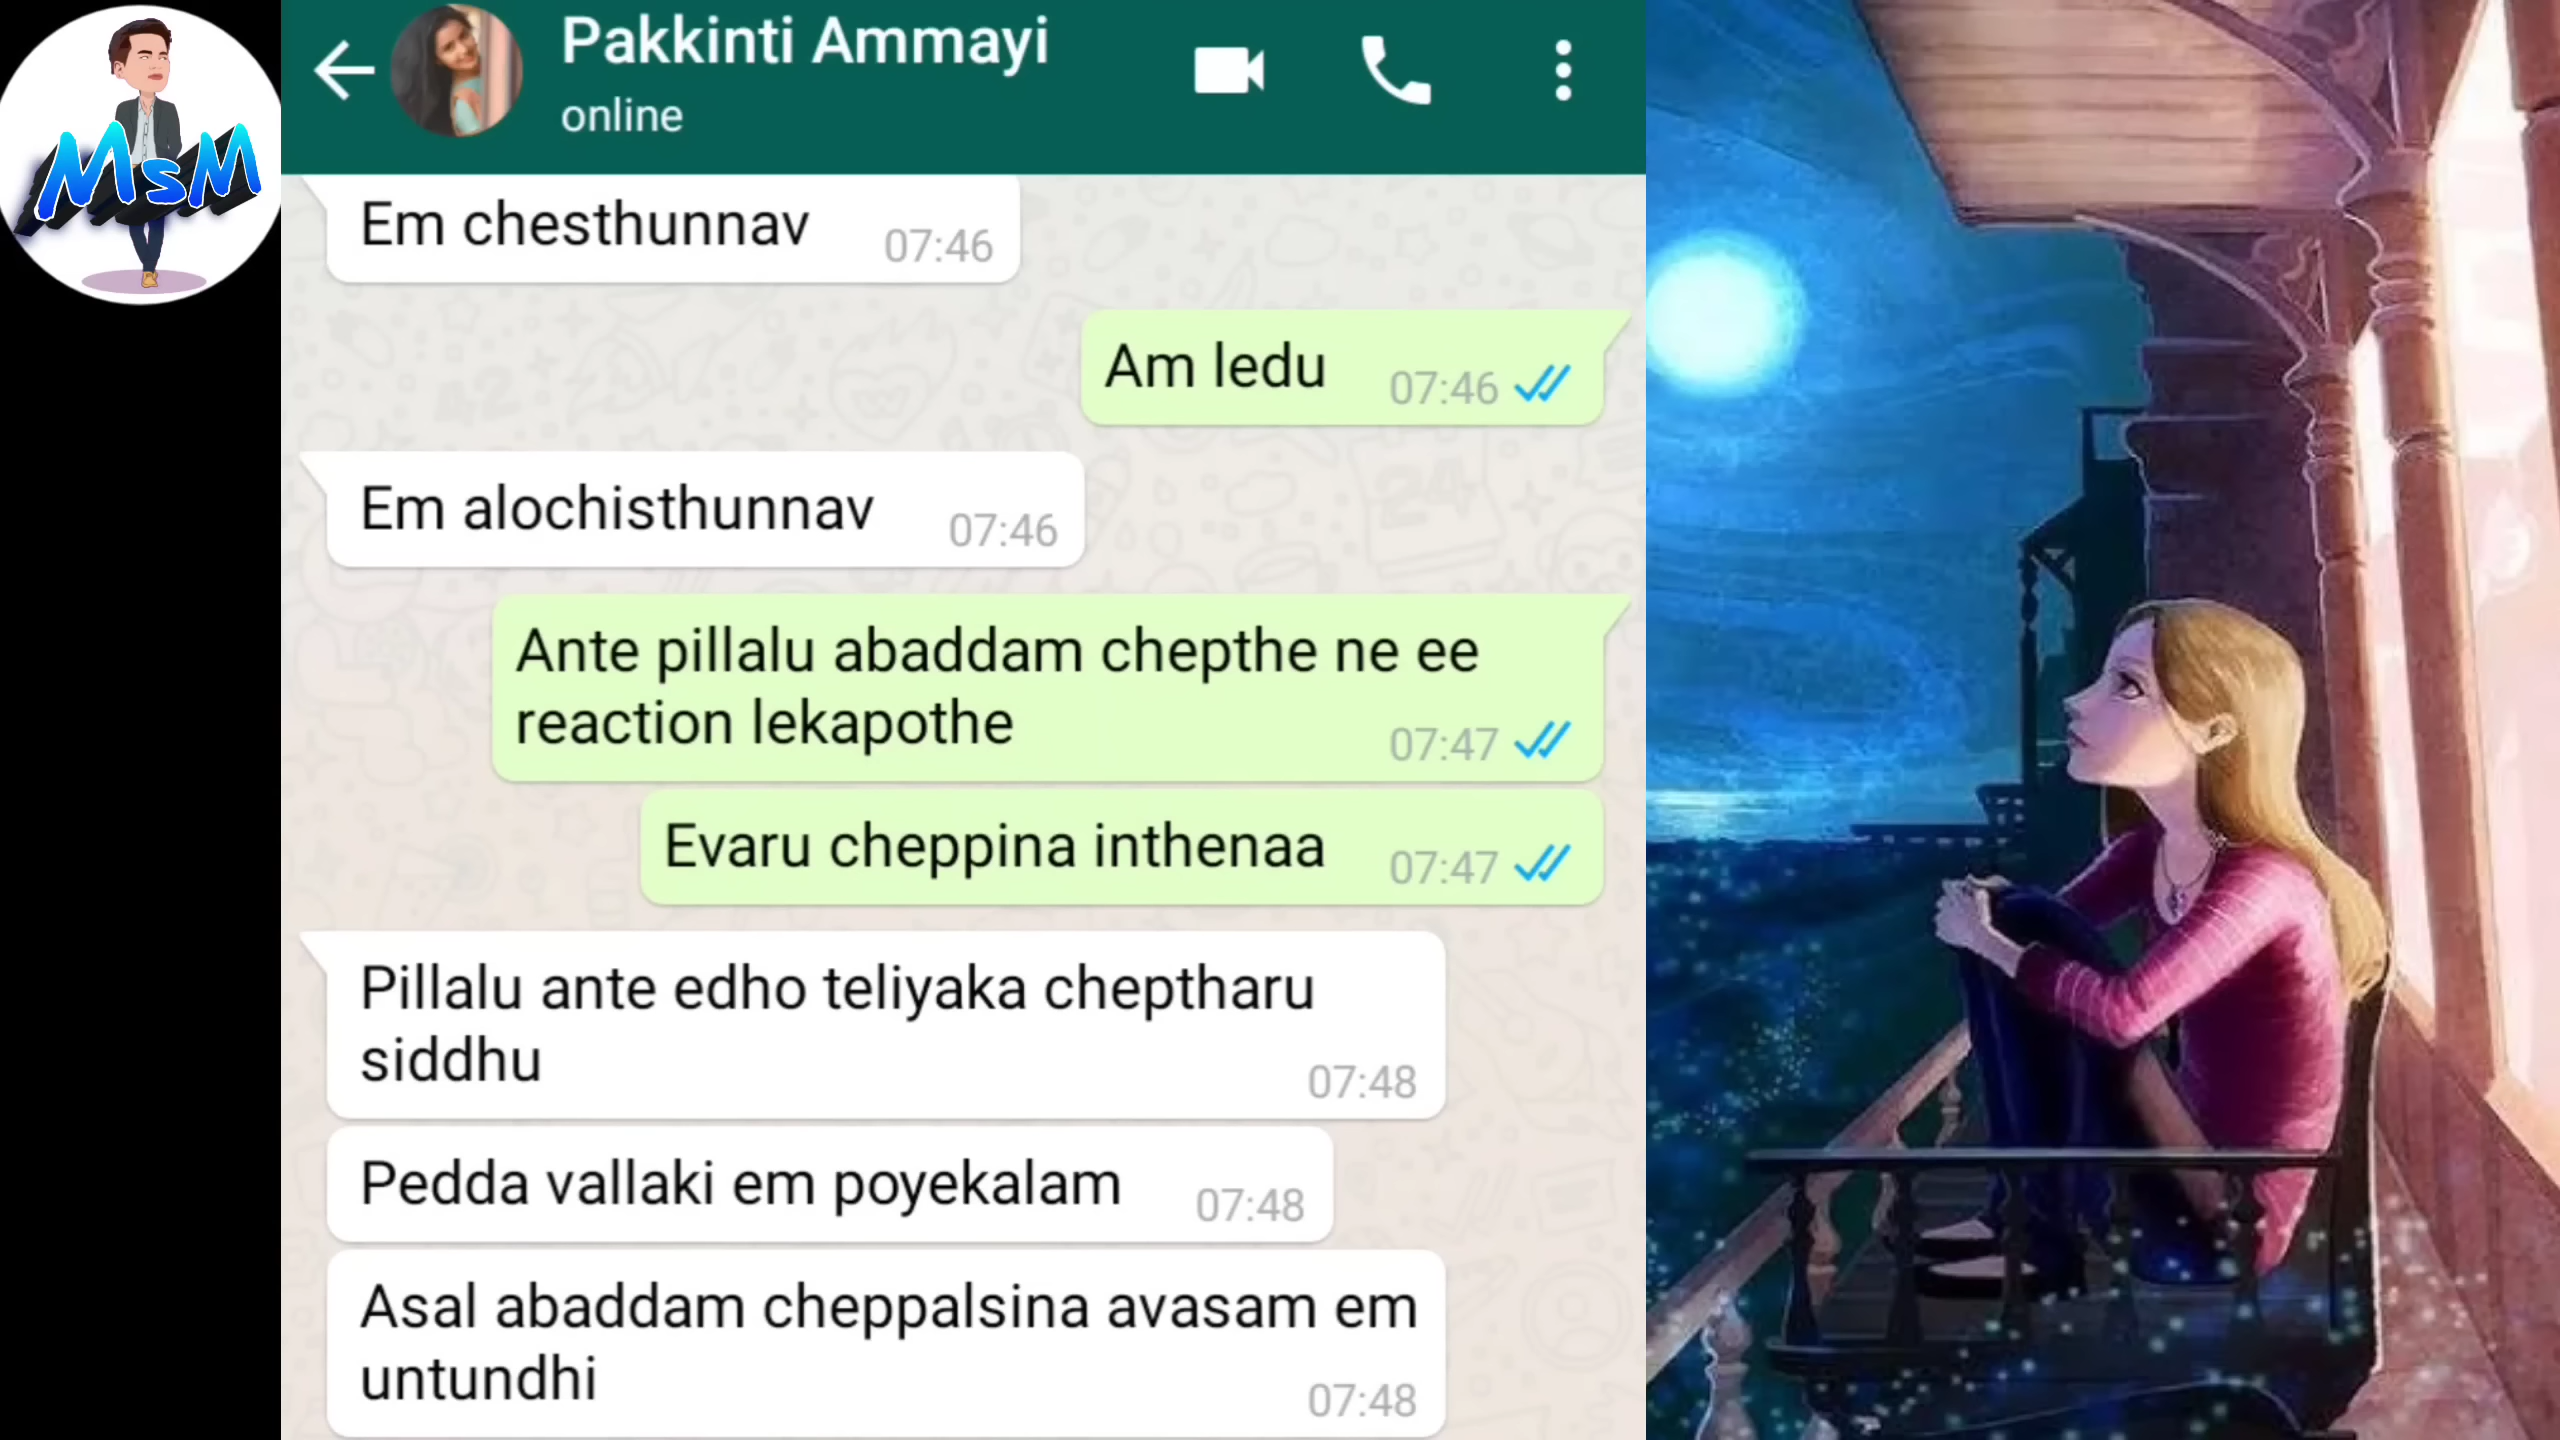 MsM
Pakkinti Ammayi
online
Em chesthunnav
07:46
Am ledu
07:46
Em alochisthunnav
07:46
Ante pillalu abaddam chepthe ne ee
reaction lekapothe
07:47
Evaru cheppina inthenaa
07:47
Pillalu ante edho teliyaka cheptharu
siddhu
07:48
Pedda vallaki em poyekalam
07:48
Asal abaddam cheppalsina avasam em
untundhi
07:48